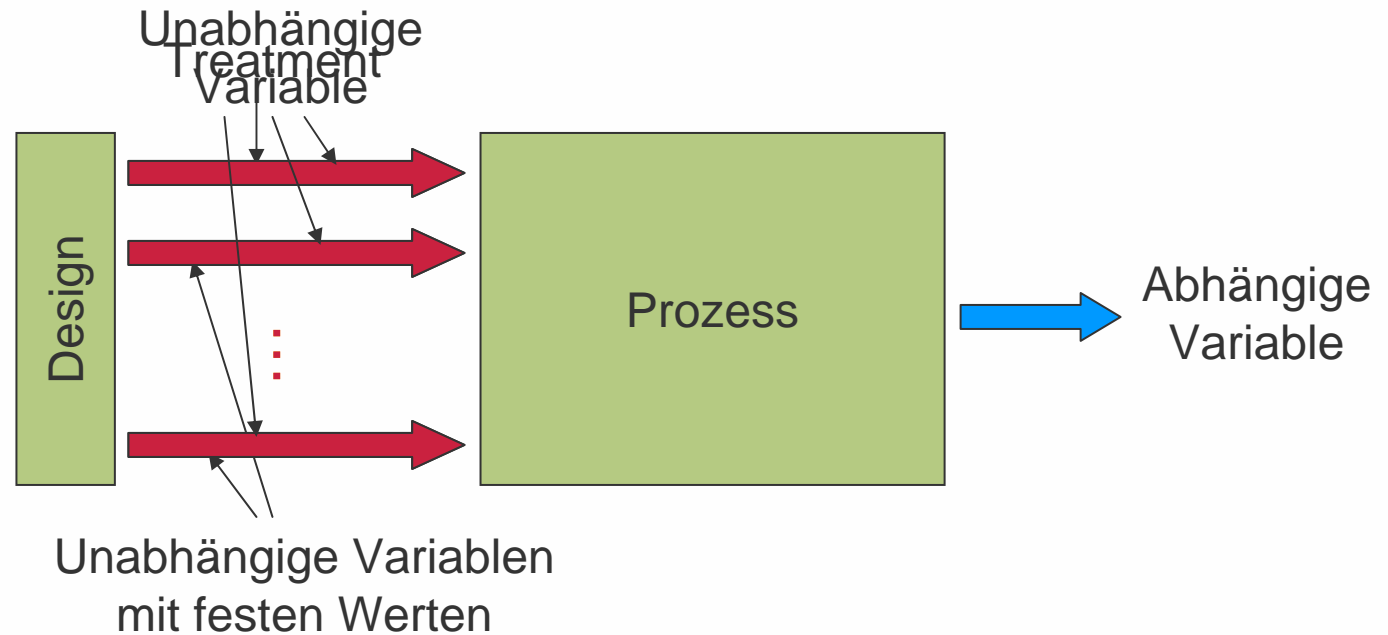 Unabhängige
Treatment
Variable
Design
Prozess
Abhängige
Variable
Unabhängige Variablen
mit festen Werten